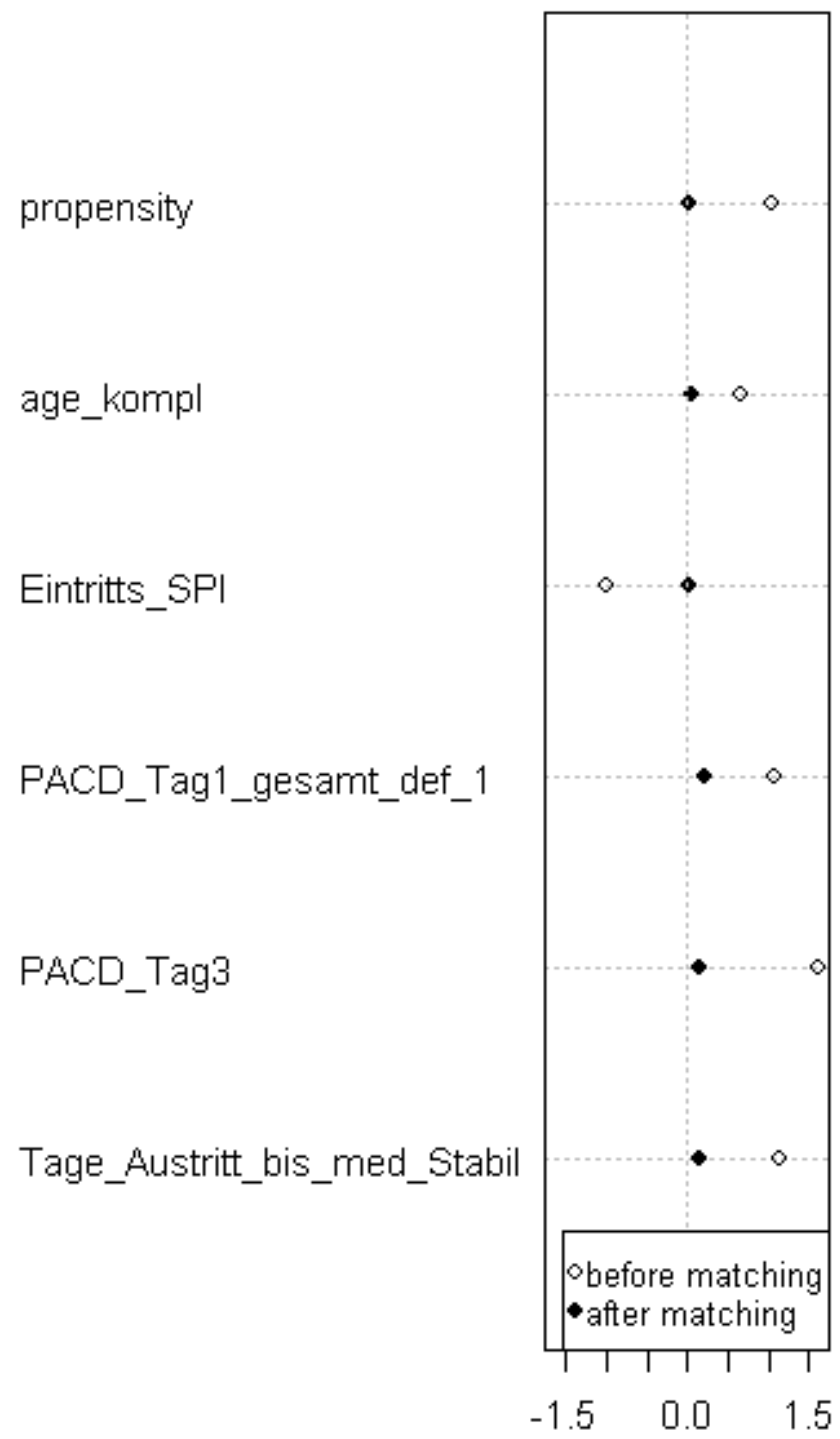 propensity
age_kompl
Eintritts_SPI
PACD_Tag1_gesamt_def_1
PACD_Tag3
Tage_Austritt_bis_med_Stabil
before matching
after matching
-1.5 0.0 1.5